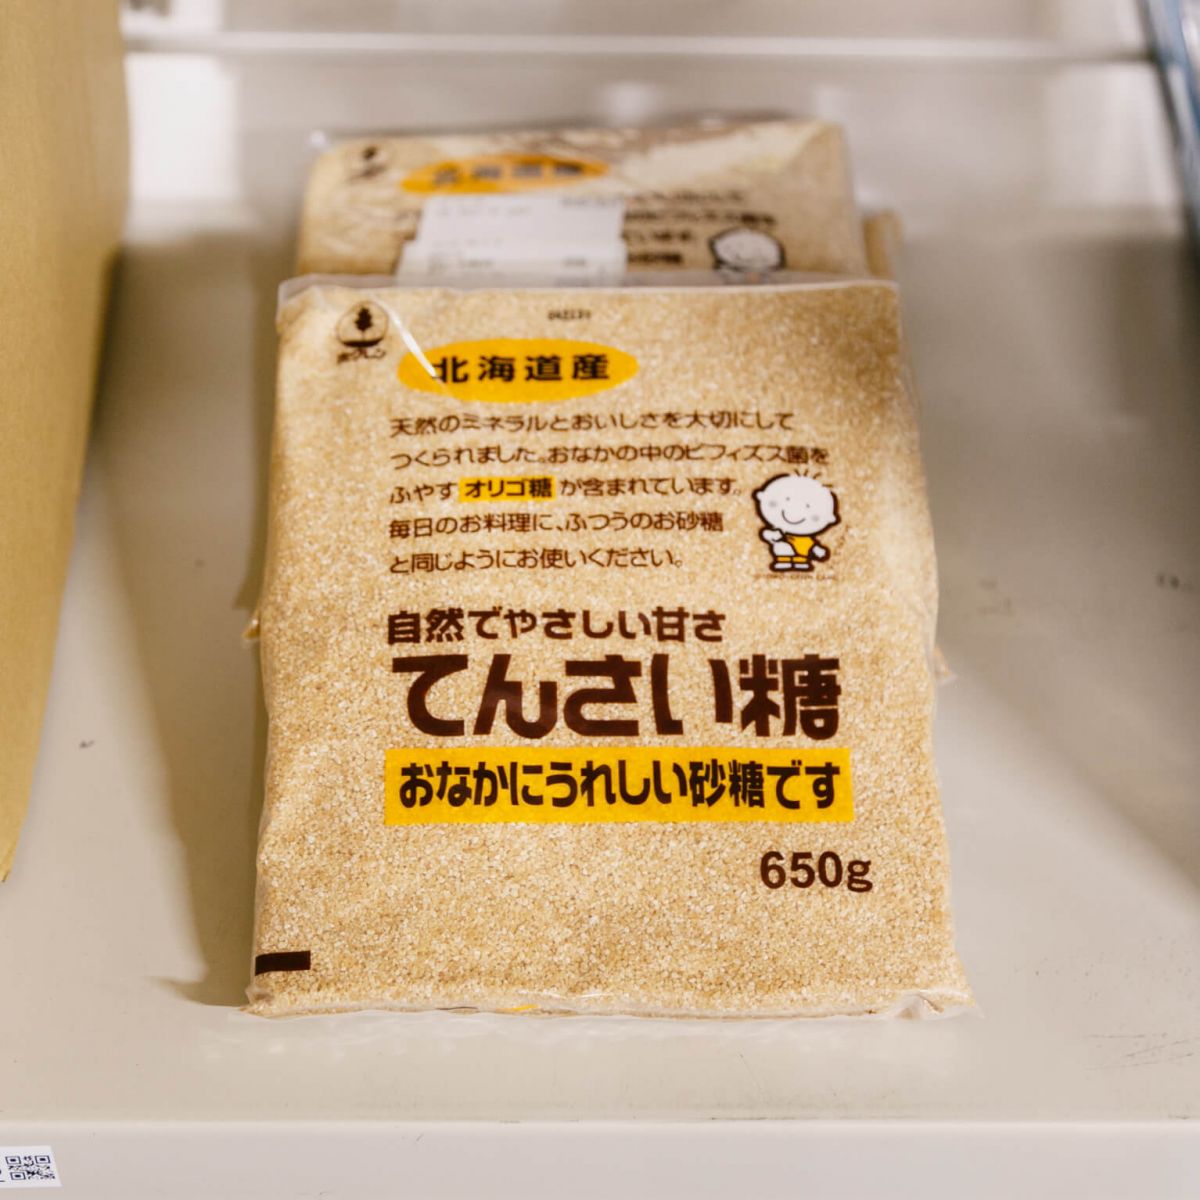 ホクレン
北海道産
天然のミネラルとおいしさを大切にして
つくられました。おなかの中のビフィズス菌を
ふやす オリゴ糖 が含まれています。
毎日のお料理に、ふつうのお砂糖
と同じようにお使いください。
自然でやさしい甘さ
てんさい糖
おなかにうれしい砂糖です
650g